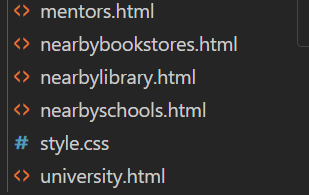 mentors.html
nearbybookstores.html
nearbylibrary.html
nearbyschools.html
# style.css
university.html